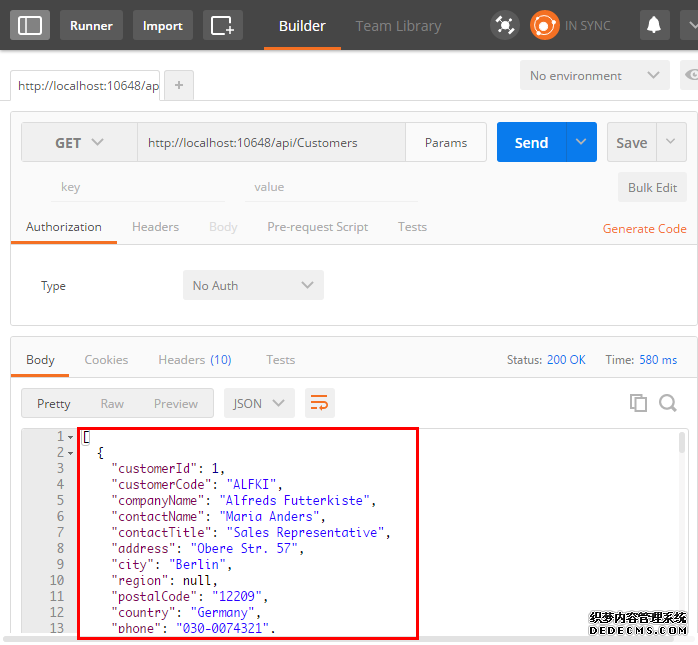 Runner Import Builder Team Library IN SYNC
http://localhost:10648/ap + No environment
GET http://localhost:10648/api/Customers Params Send Save
key value Bulk Edit
Authorization Headers Body Pre-request Script Tests Generate Code
Type No Auth
Body Cookies Headers (10) Tests Status: 200 OK Time: 580 ms
Pretty Raw Preview JSON
1 [
2 {
3 "customerId": 1,
4 "customerCode": "ALFKI",
5 "companyName": "Alfreds Futterkiste",
6 "contactName": "Maria Anders",
7 "contactTitle": "Sales Representative",
8 "address": "Obere Str. 57",
9 "city": "Berlin",
10 "region": null,
11 "postalCode": "12209",
12 "country": "Germany",
13 "phone": "030-0074321",
织梦内容管理系统
DEDECMS.COM